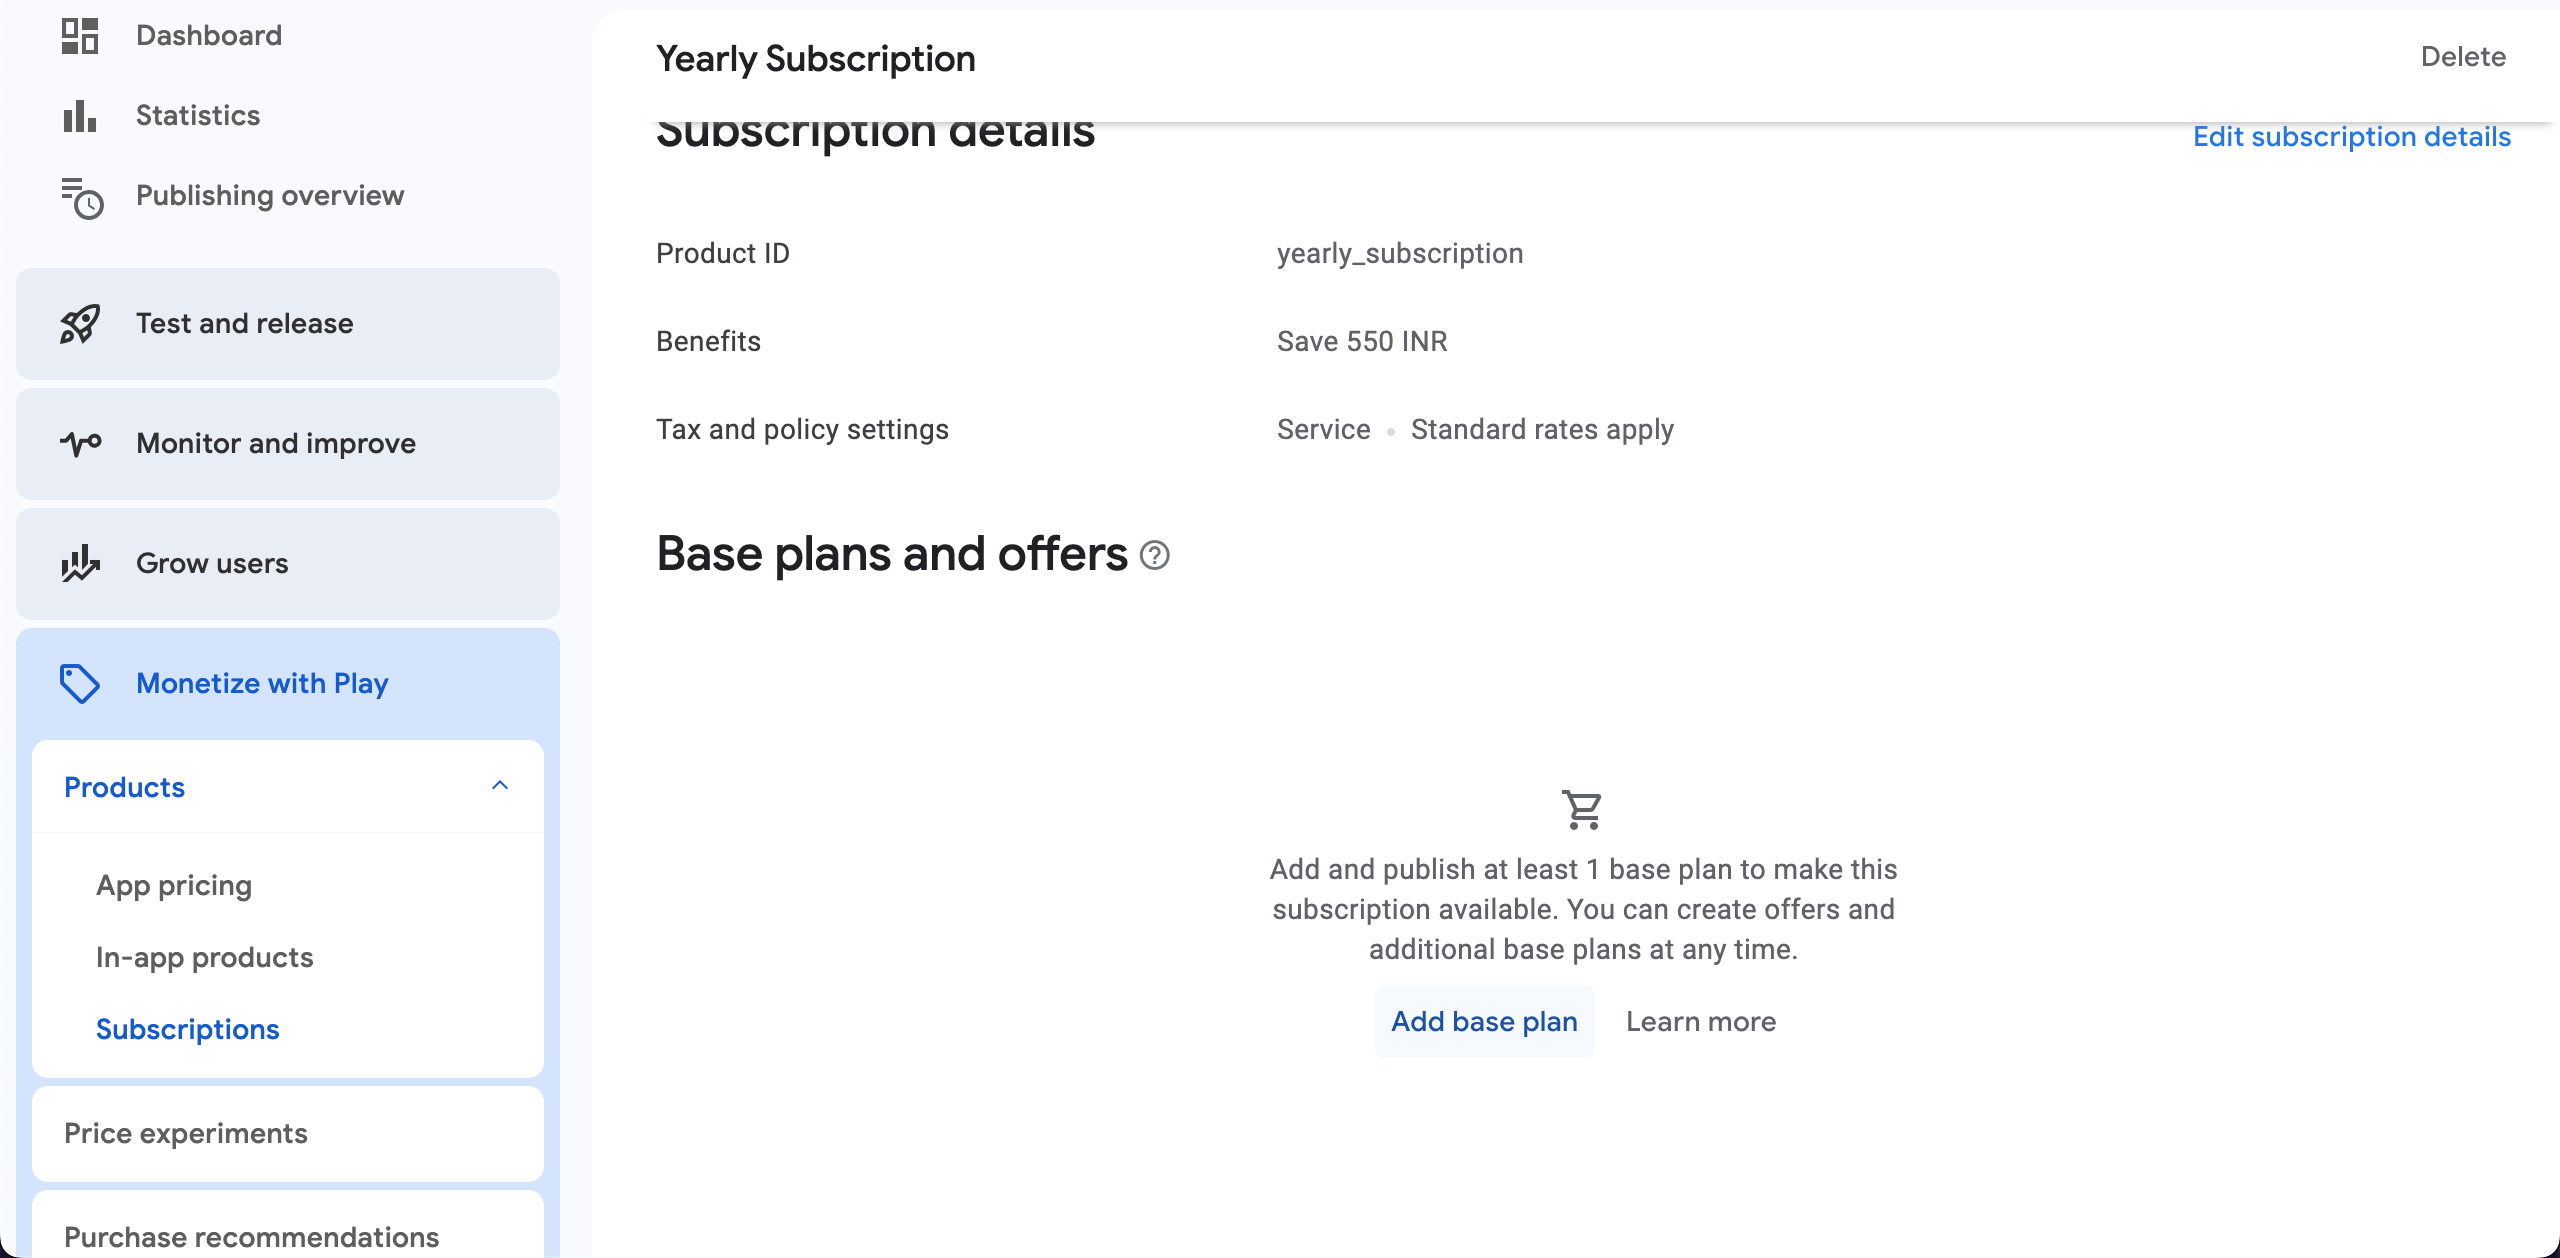 Dashboard
Statistics
Publishing overview
Test and release
Monitor and improve
Grow users
Monetize with Play
Products
App pricing
In-app products
Subscriptions
Price experiments
Purchase recommendations
Yearly Subscription
Delete
Subscription details
Edit subscription details
Product ID yearly_subscription
Benefits Save 550 INR
Tax and policy settings Service • Standard rates apply
Base plans and offers
Add and publish at least 1 base plan to make this
subscription available. You can create offers and
additional base plans at any time.
Add base plan Learn more